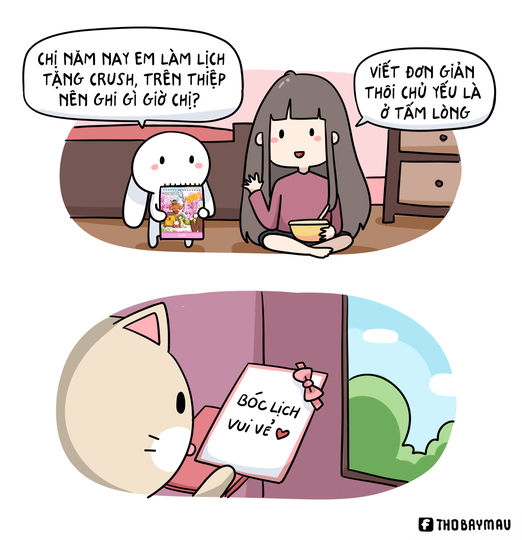 CHỊ NĂM NAY EM LÀM LỊCH
TẶNG CRUSH, TRÊN THIỆP
NÊN GHI GÌ GIỜ CHỊ?
VIẾT ĐƠN GIẢN
THÔI CHỦ YẾU LÀ
Ở TẤM LÒNG
BÓC LỊCH
VUI VẺ
THOBAYMAU